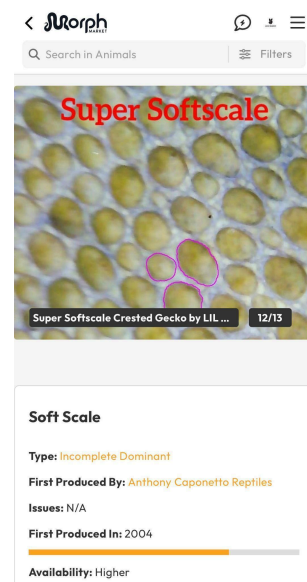 Morph
MARKET
Search in Animals
Filters
Super Softscale
Super Softscale Crested Gecko by LIL ...
12/13
Soft Scale
Type: Incomplete Dominant
First Produced By: Anthony Caponetto Reptiles
Issues: N/A
First Produced In: 2004
Availability: Higher